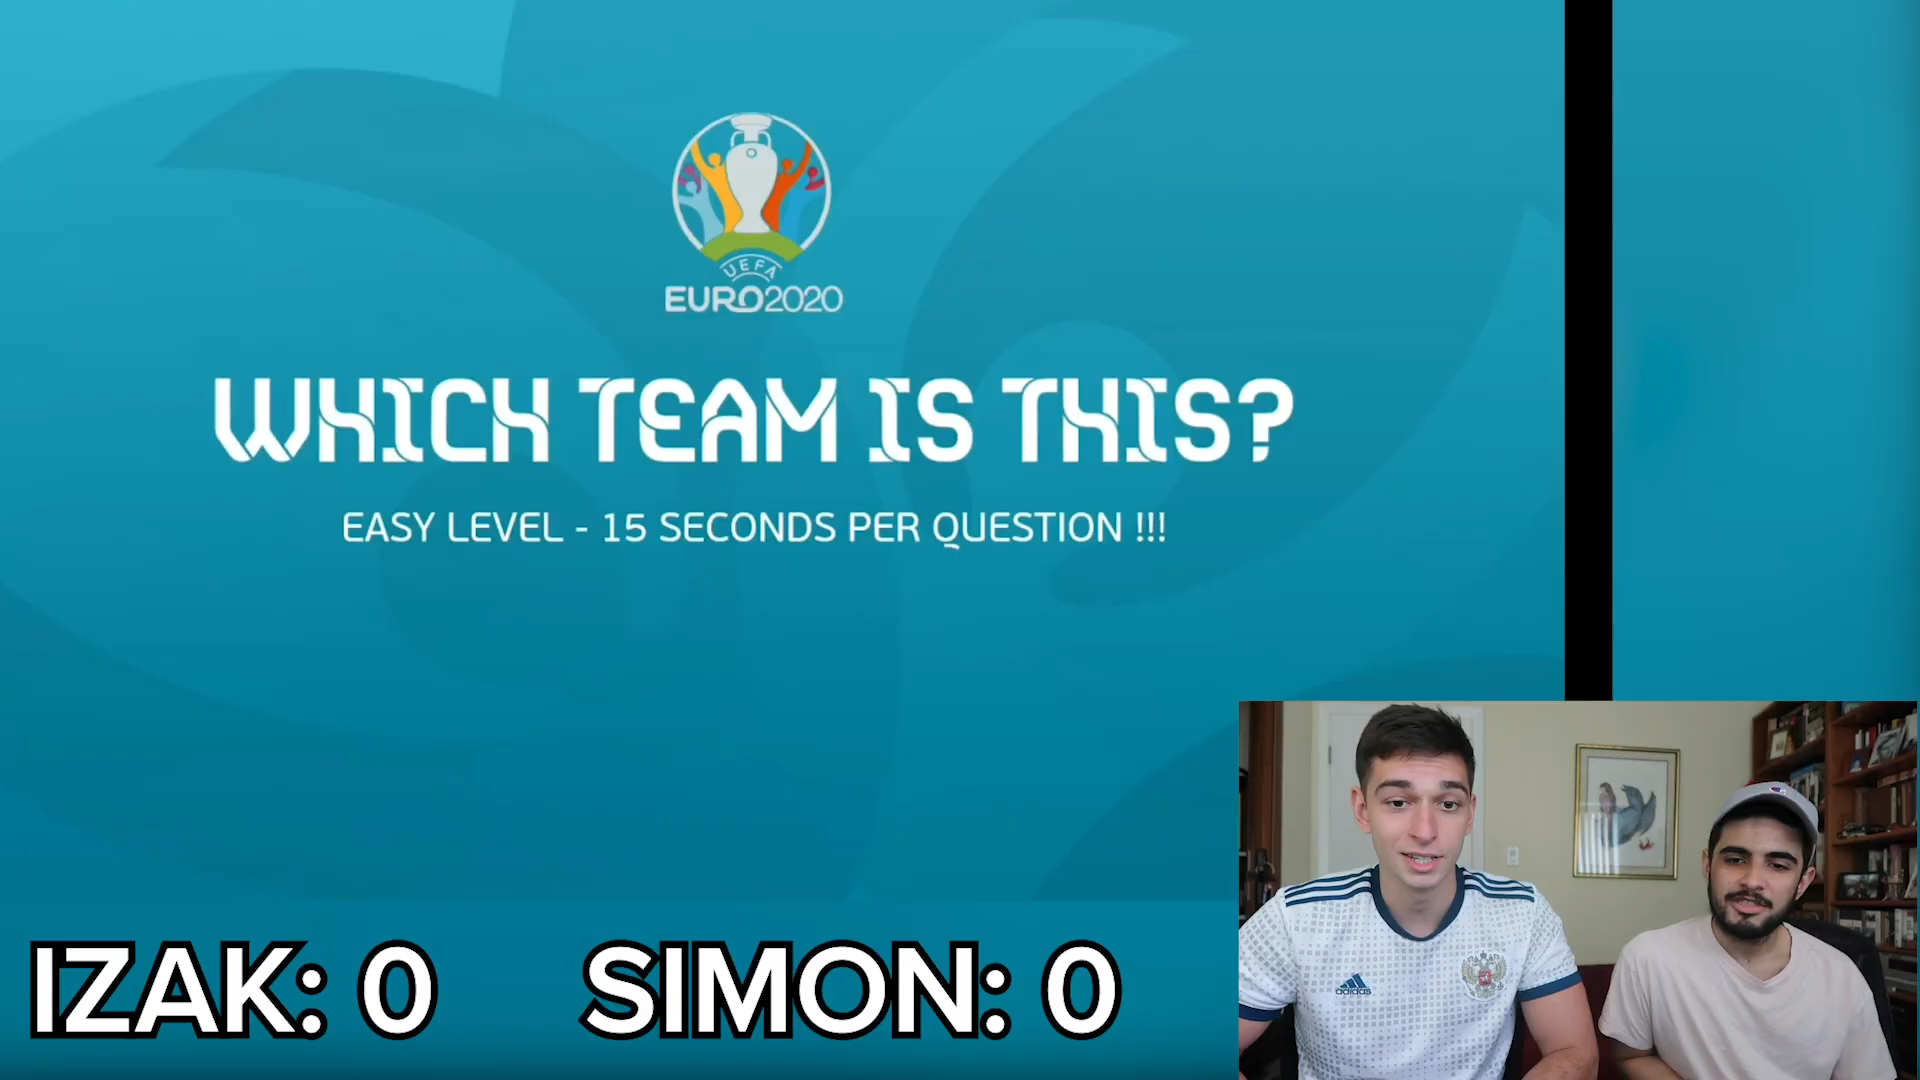 UEFA
EURO2020
WHICH TEAM IS THIS?
EASY LEVEL - 15 SECONDS PER QUESTION !!!
IZAK: 0
SIMON: 0
adidas